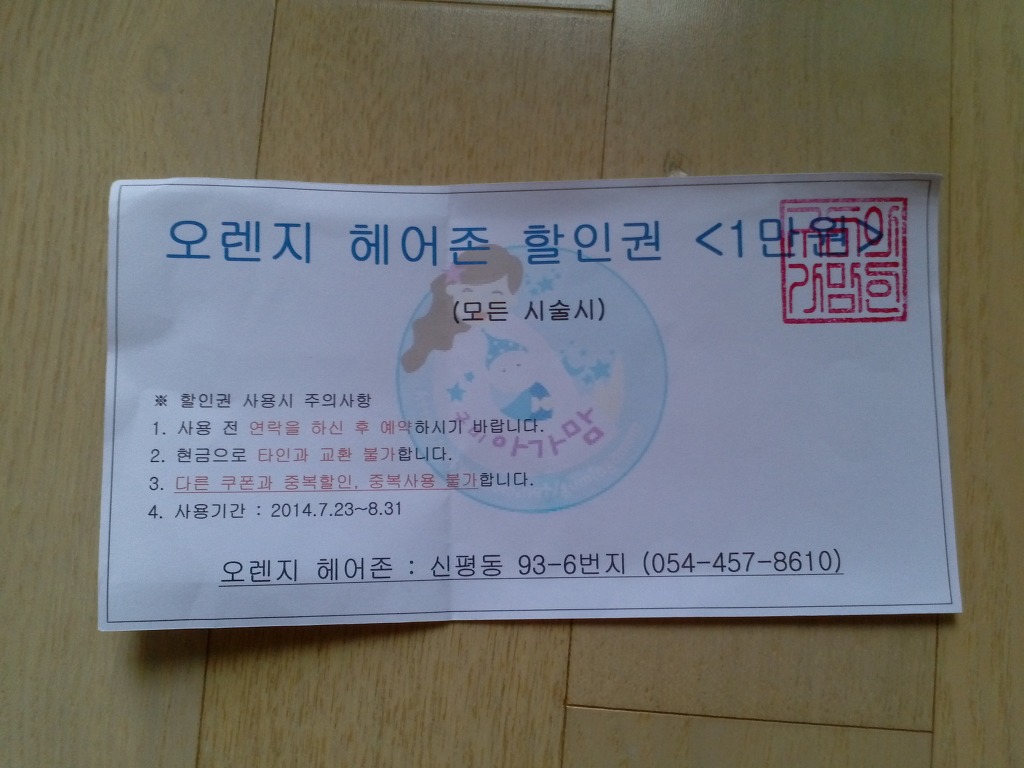 오렌지 헤어존 할인권 <1만원>
(모든 시술시)
※ 할인권 사용시 주의사항
1. 사용 전 연락을 하신 후 예약하시기 바랍니다.
2. 현금으로 타인과 교환 불가합니다.
3. 다른 쿠폰과 중복할인, 중복사용 불가합니다.
4. 사용기간 : 2014.7.23~8.31
아가맘
오렌지 헤어존 : 신평동 93-6번지 (054-457-8610)